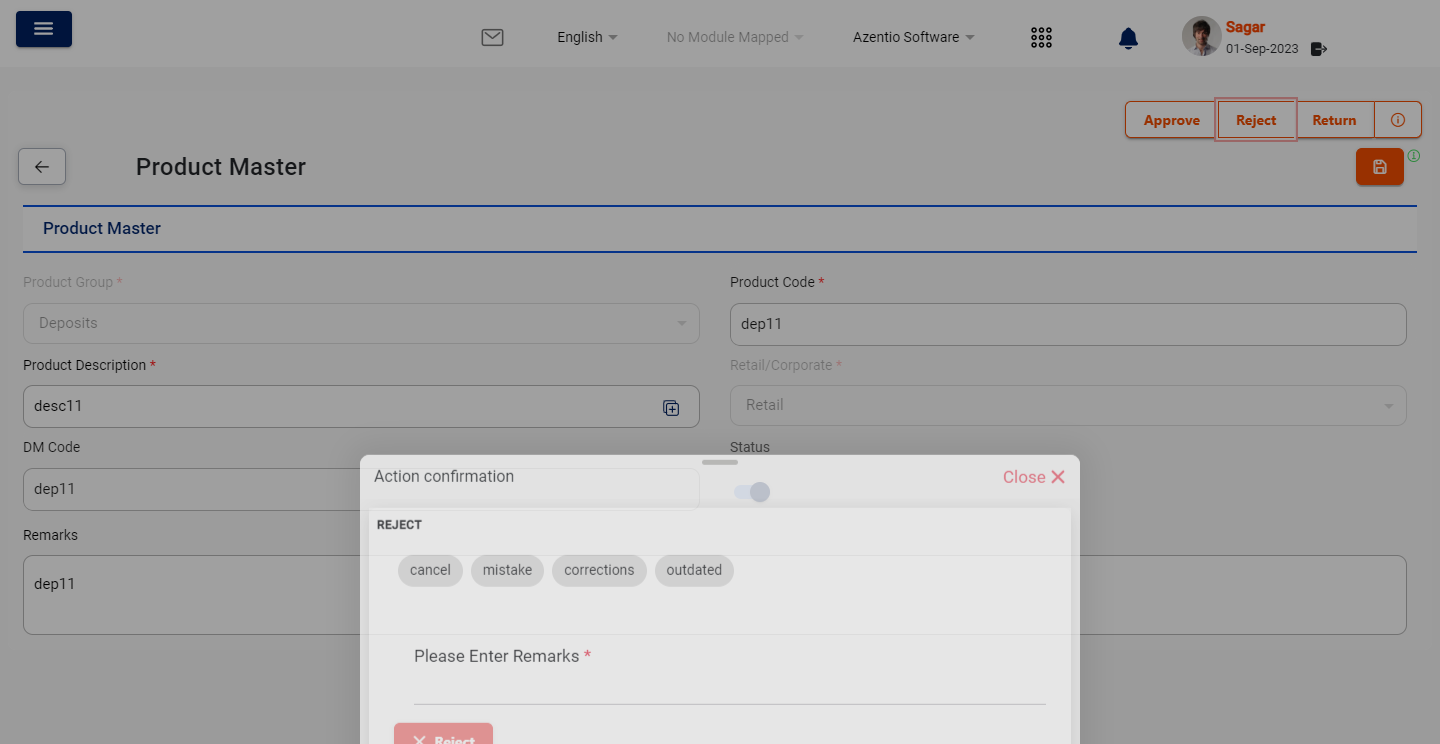 English
No Module Mapped
Azentio Software
Sagar
01-Sep-2023
Approve
Reject
Return
Product Master
Product Master
Product Group *
Deposits
Product Code *
dep11
Product Description *
desc11
Retail/Corporate *
Retail
DM Code
dep11
Status
Remarks
dep11
Action confirmation
Close
REJECT
cancel
mistake
corrections
outdated
Please Enter Remarks *
Reject